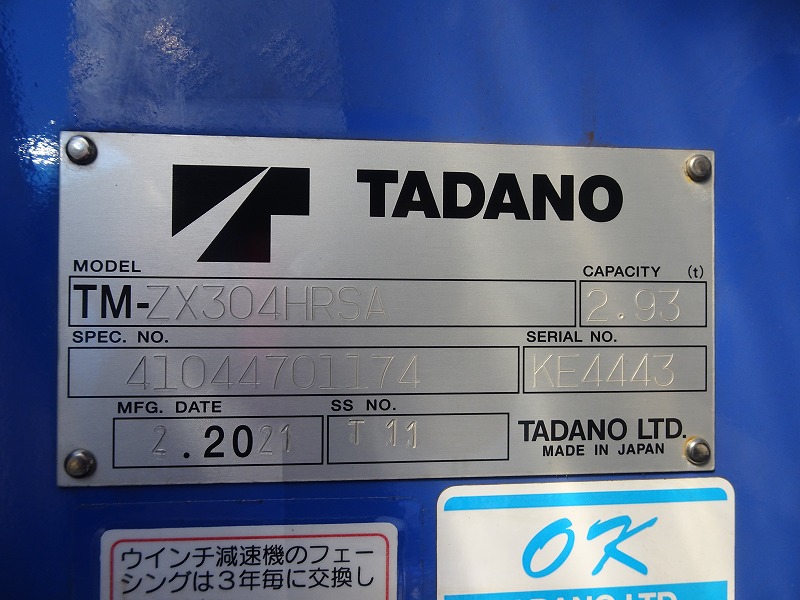 TADANO
MODEL
TM-ZX304HRSA
CAPACITY (t)
2.93
SPEC. NO.
41044701174
SERIAL NO.
KE4443
MFG. DATE
2.2021
SS NO.
T 11
TADANO LTD.
MADE IN JAPAN
ウインチ減速機のフェー
シングは3年毎に交換し
OK
TADANO LTD